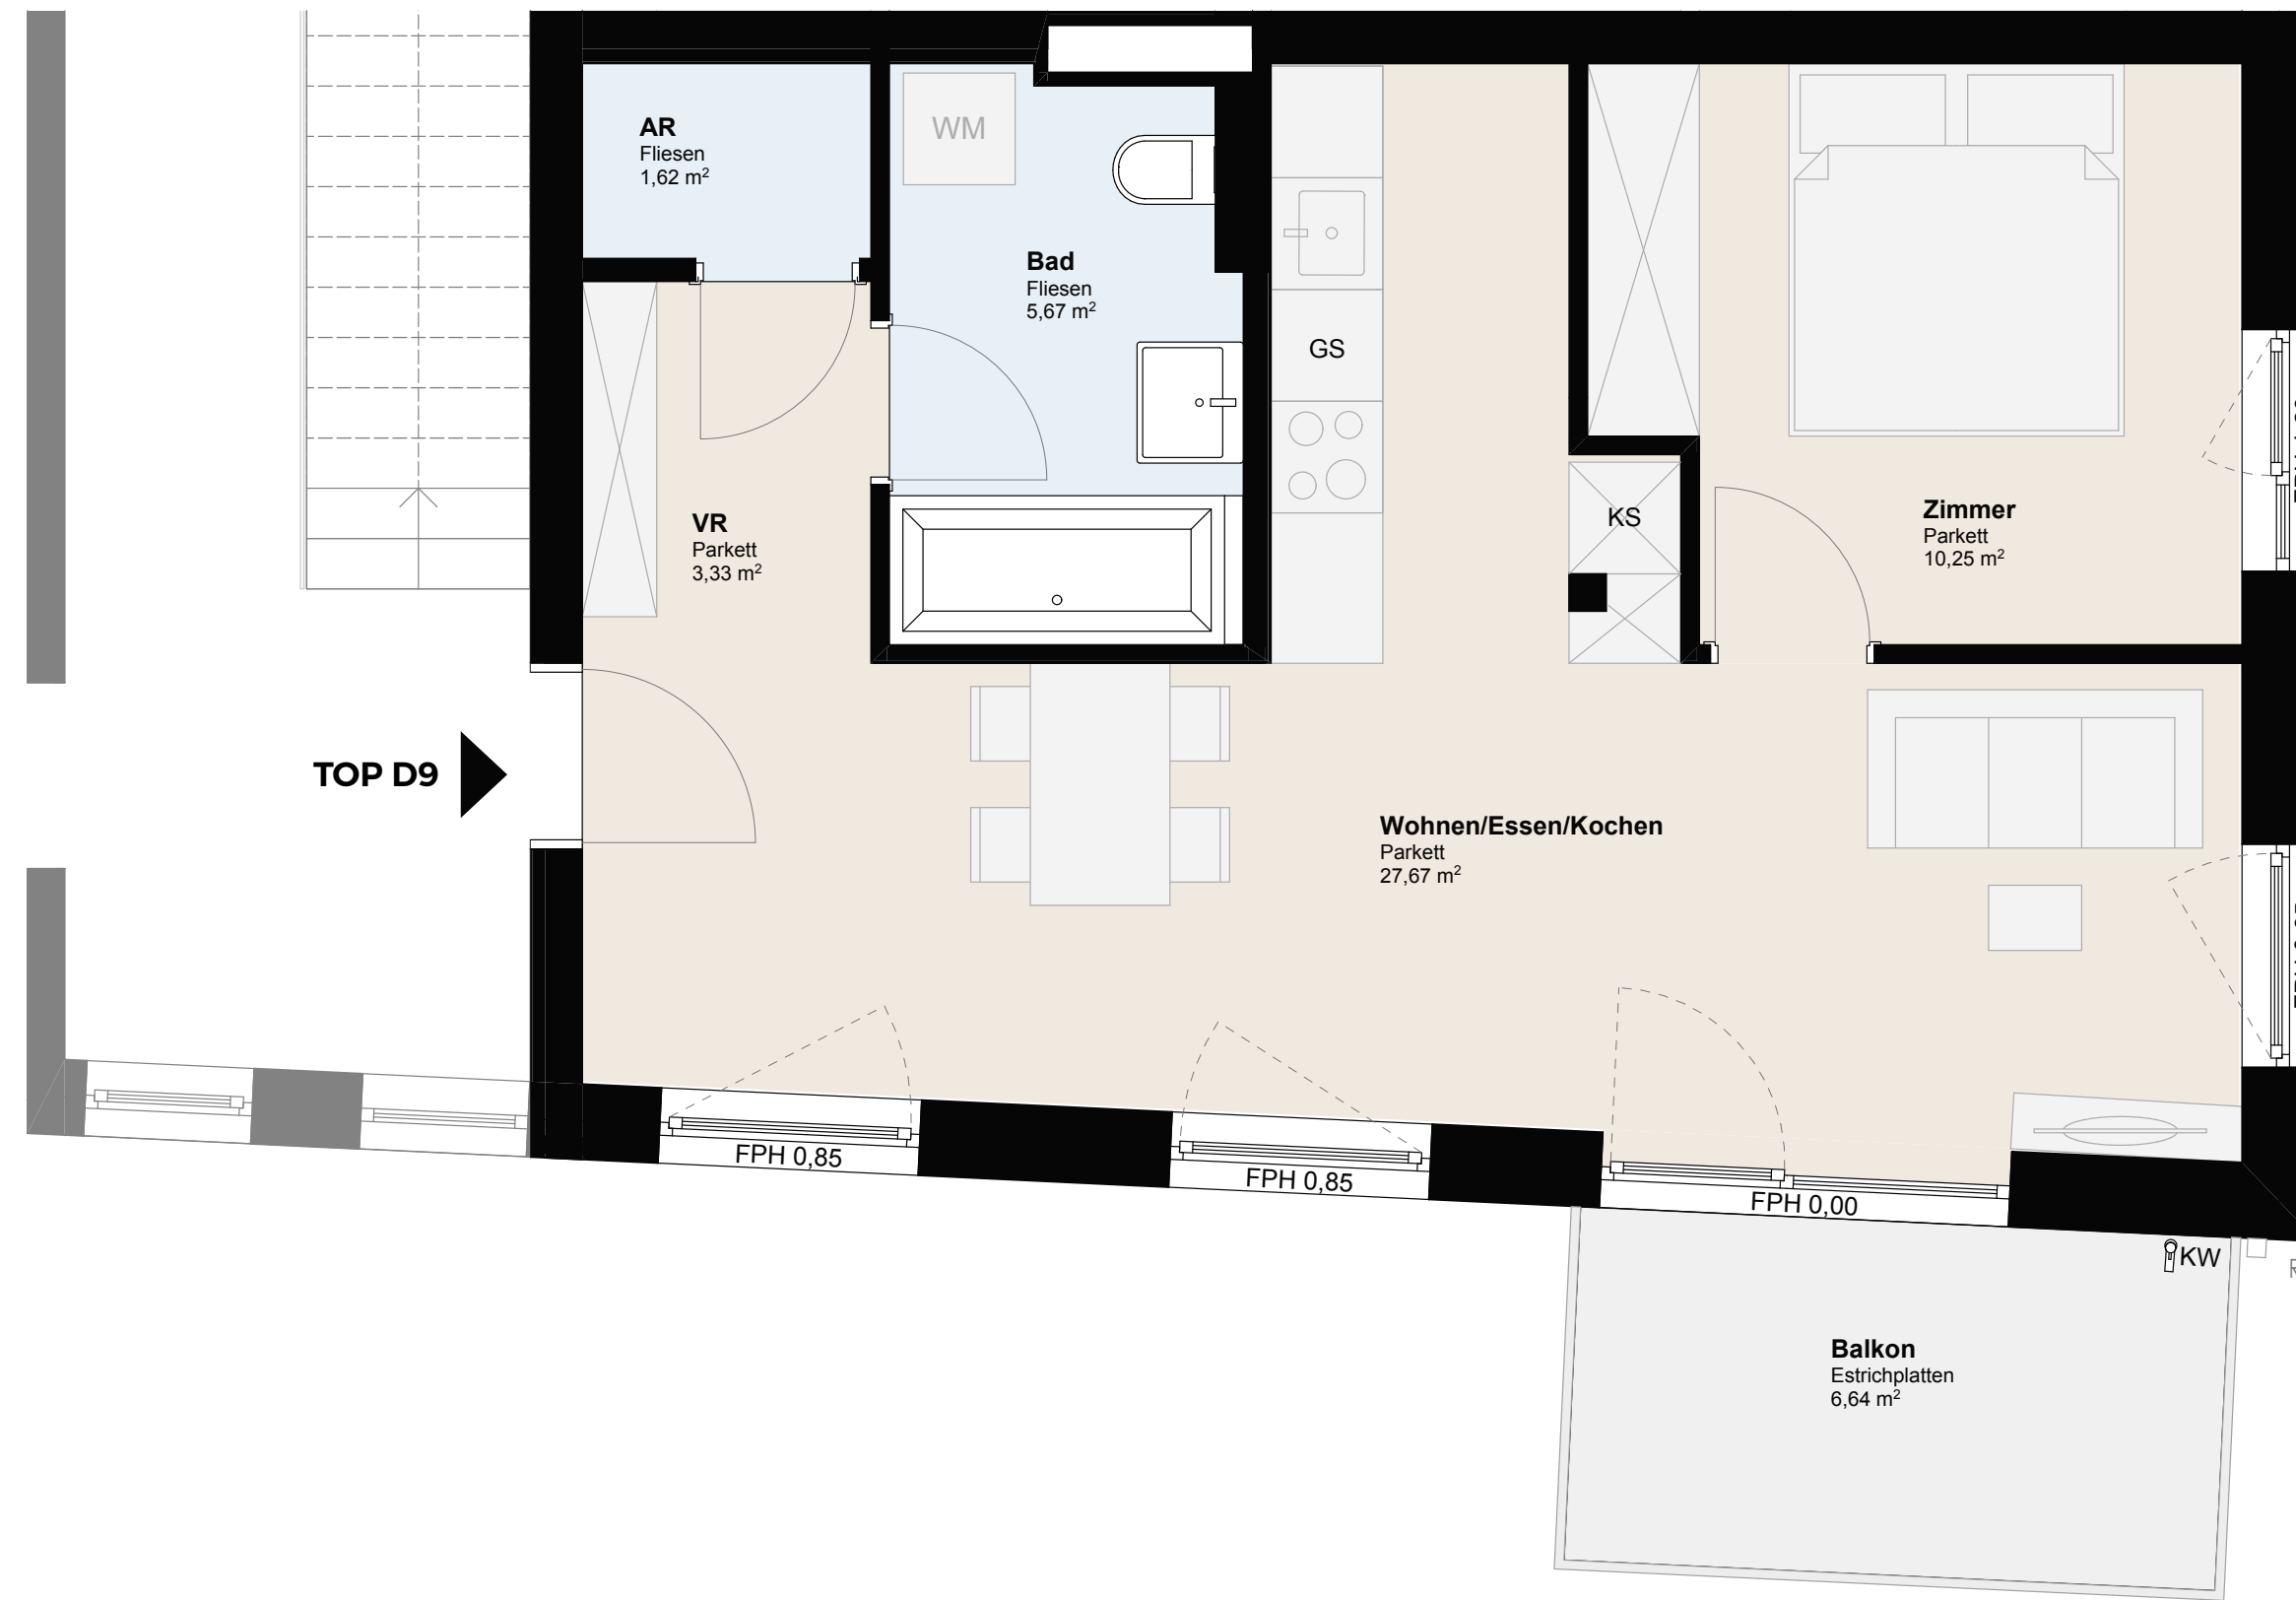 AR
Fliesen
1,62 m²
WM
Bad
Fliesen
5,67 m²
GS
VR
Parkett
3,33 m²
KS
Zimmer
Parkett
10,25 m²
TOP D9
Wohnen/Essen/Kochen
Parkett
27,67 m²
FPH 0,85
FPH 0,85
FPH 0,00
KW
Balkon
Estrichplatten
6,64 m²